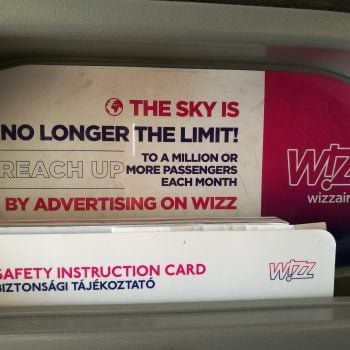 THE SKY IS
NO LONGER THE LIMIT!
REACH UP
TO A MILLION OR
MORE PASSENGERS
EACH MONTH
BY ADVERTISING ON WIZZ
WIZZ
wizzair
SAFETY INSTRUCTION CARD
BIZTONSÁGI TÁJÉKOZTATÓ
WIZZ